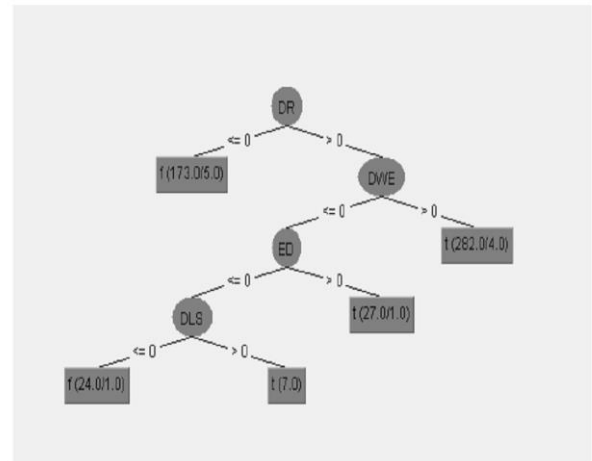 DR
<= 0
> 0
f (173.0/5.0)
DWE
<= 0
> 0
ED
t (282.0/4.0)
<= 0
> 0
DLS
t (27.0/1.0)
<= 0
> 0
f (24.0/1.0)
t (7.0)